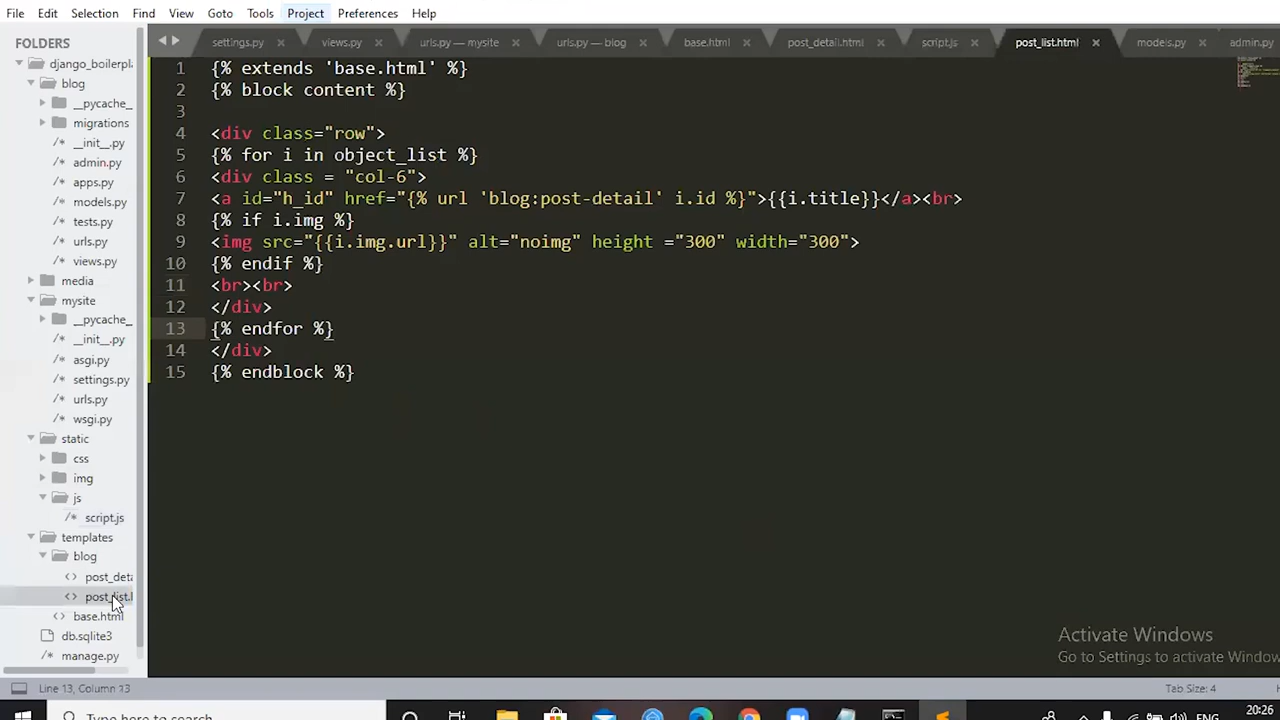 File Edit Selection Find View Goto Tools Project Preferences Help
FOLDERS
settings.py × views.py × urls.py — mysite × urls.py — blog × base.html × post_detail.html × script.js × post_list.html × models.py × admin.py
django_boilerpla
blog
__pycache_
migrations
__init__.py
admin.py
apps.py
models.py
tests.py
urls.py
views.py
media
mysite
__pycache_
__init__.py
asgi.py
settings.py
urls.py
wsgi.py
static
css
img
js
script.js
templates
blog
post_deta
post_list.l
base.html
db.sqlite3
manage.py
1 {% extends 'base.html' %}
2 {% block content %}
3
4 <div class="row">
5 {% for i in object_list %}
6 <div class = "col-6">
7 <a id="h_id" href="{% url 'blog:post-detail' i.id %}">{{i.title}}</a><br>
8 {% if i.img %}
9 <img src="{{i.img.url}}" alt="noimg" height ="300" width="300">
10 {% endif %}
11 <br><br>
12 </div>
13 {% endfor %}
14 </div>
15 {% endblock %}
Activate Windows
Go to Settings to activate Window
Line 13, Column 13
Tab Size: 4
Type here to search
ENG
20:26